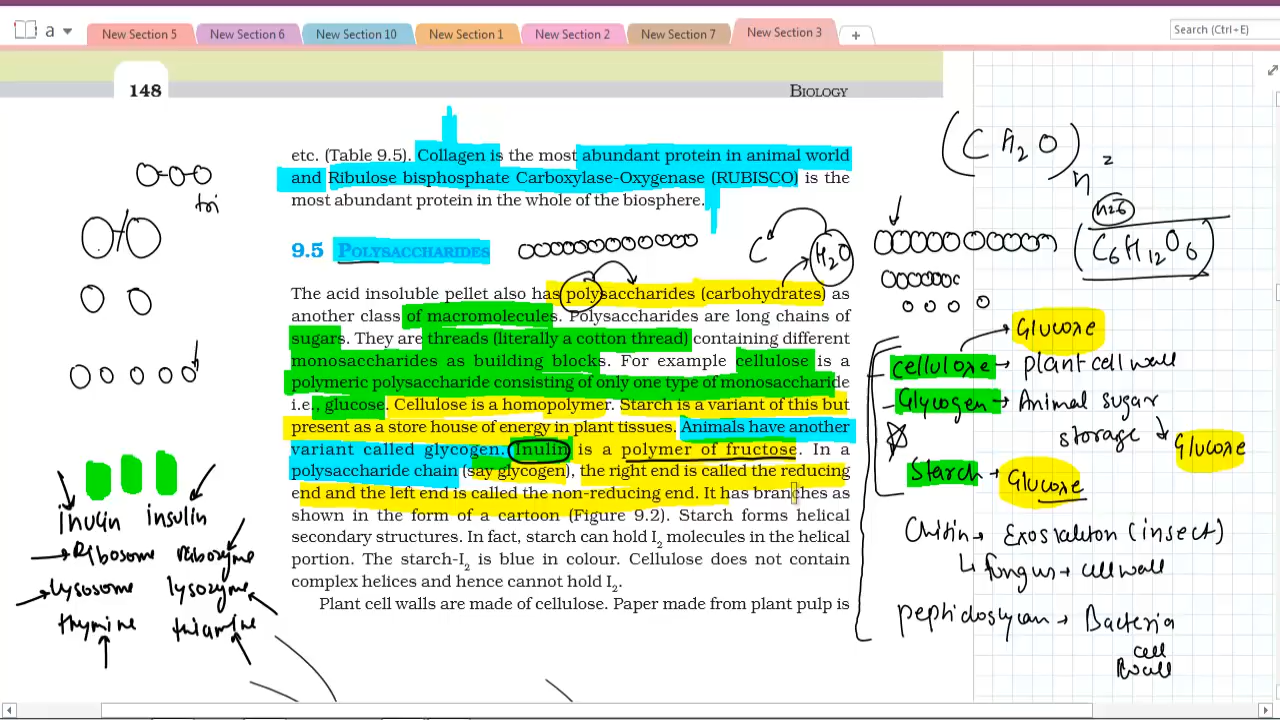 a
New Section 5
New Section 6
New Section 10
New Section 1
New Section 2
New Section 7
New Section 3
+
Search (Ctrl+E)
148
BIOLOGY
etc. (Table 9.5). Collagen is the most abundant protein in animal world
and Ribulose bisphosphate Carboxylase-Oxygenase (RUBISCO) is the
most abundant protein in the whole of the biosphere.
9.5 POLYSACCHARIDES
The acid insoluble pellet also has polysaccharides (carbohydrates) as
another class of macromolecules. Polysaccharides are long chains of
sugars. They are threads (literally a cotton thread) containing different
monosaccharides as building blocks. For example cellulose is a
polymeric polysaccharide consisting of only one type of monosaccharide
i.e., glucose. Cellulose is a homopolymer. Starch is a variant of this but
present as a store house of energy in plant tissues. Animals have another
variant called glycogen. Inulin is a polymer of fructose. In a
polysaccharide chain (say glycogen), the right end is called the reducing
end and the left end is called the non-reducing end. It has branches as
shown in the form of a cartoon (Figure 9.2). Starch forms helical
secondary structures. In fact, starch can hold I2 molecules in the helical
portion. The starch-I2 is blue in colour. Cellulose does not contain
complex helices and hence cannot hold I2.
Plant cell walls are made of cellulose. Paper made from plant pulp is
tri
inulin insulin
Ribosome ribozyme
lysosome lysozyme
thymine thiamine
(C H2O)n
C H2O
n=6
(C6H12O6)
Glucose
cellulose → plant cell wall
Glycogen → Animal sugar
storage
Glucose
Starch → Glucose
Chitin → Exoskeleton (insect)
fungus → cell wall
peptidoglycan → Bacteria
cell
wall